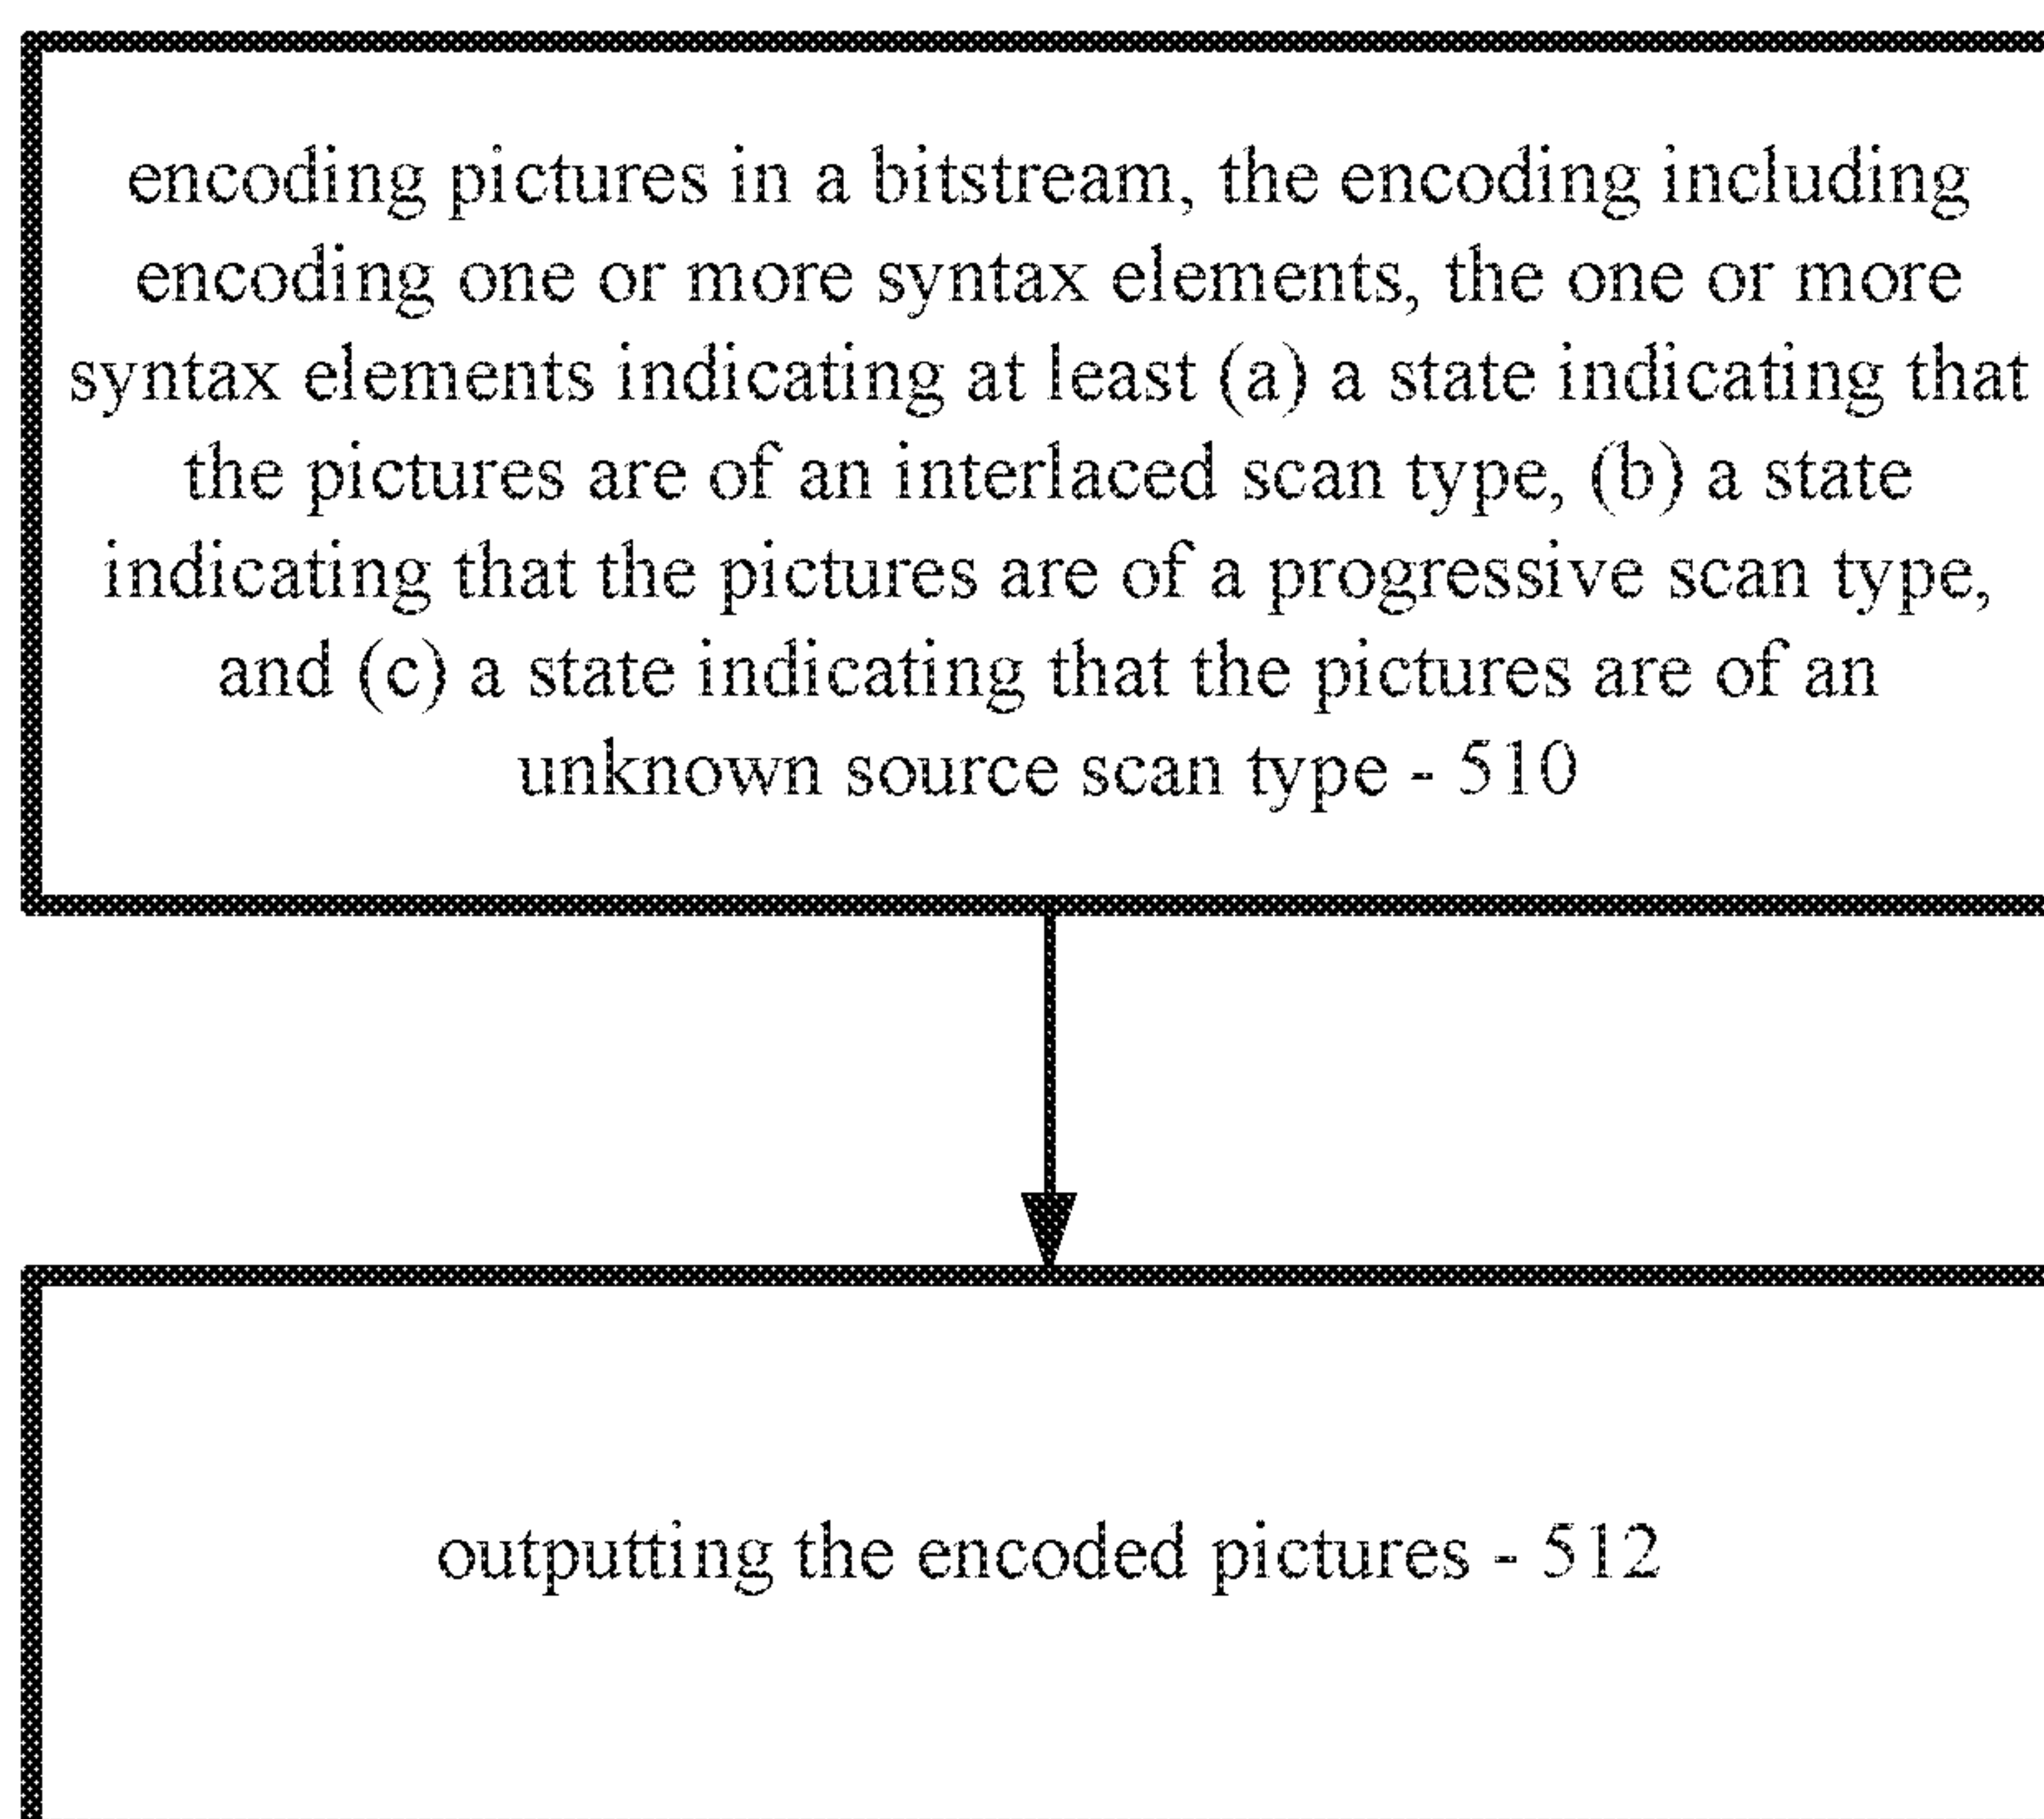 encoding pictures in a bitstream, the encoding including
encoding one or more syntax elements, the one or more
syntax elements indicating at least (a) a state indicating that
the pictures are of an interlaced scan type, (b) a state
indicating that the pictures are of a progressive scan type,
and (c) a state indicating that the pictures are of an
unknown source scan type - 510
outputting the encoded pictures - 512